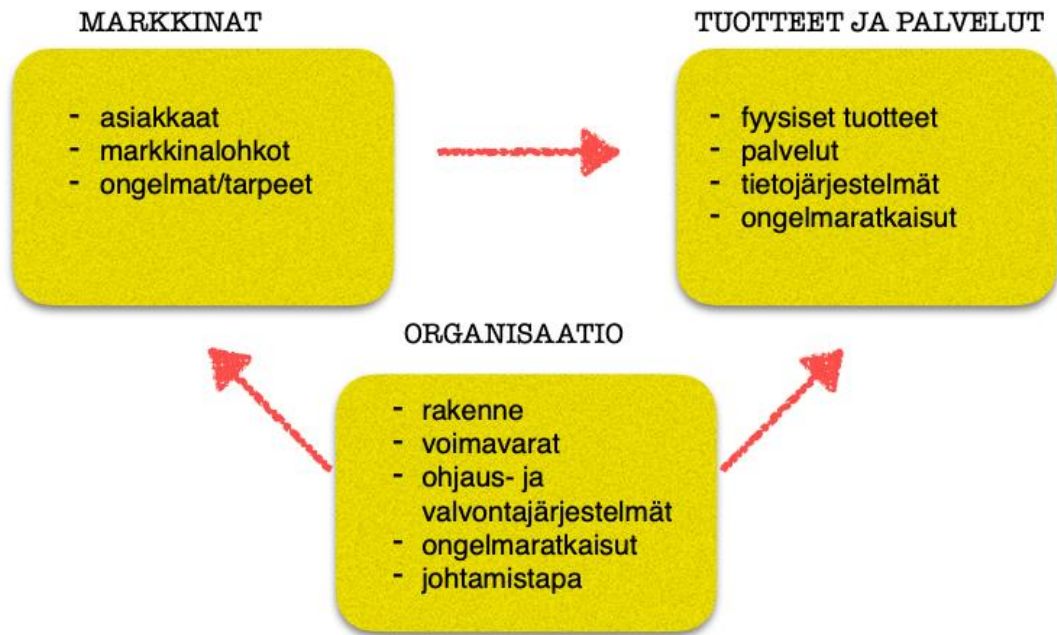 MARKKINAT
- asiakkaat
- markkinalohkot
- ongelmat/tarpeet
TUOTTEET JA PALVELUT
- fyysiset tuotteet
- palvelut
- tietojärjestelmät
- ongelmaratkaisut
ORGANISAATIO
- rakenne
- voimavarat
- ohjaus- ja
valvontajärjestelmät
- ongelmaratkaisut
- johtamistapa